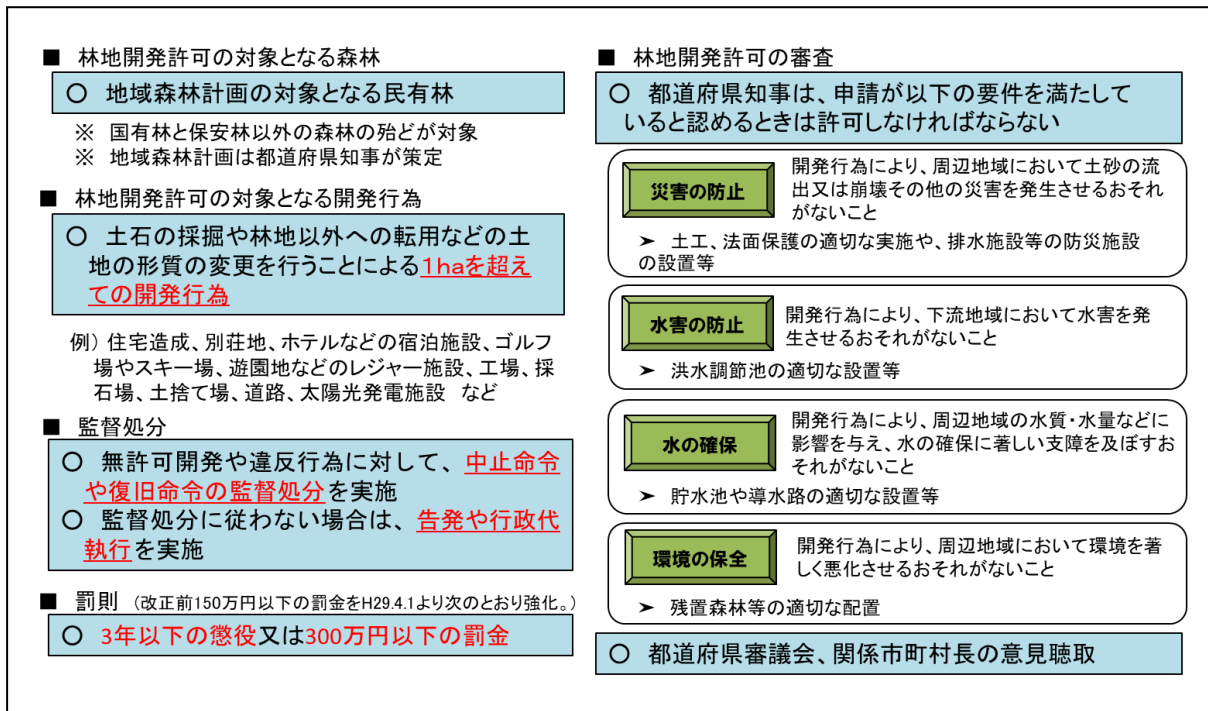 ■ 林地開発許可の対象となる森林
○ 地域森林計画の対象となる民有林
※ 国有林と保安林以外の森林の殆どが対象
※ 地域森林計画は都道府県知事が策定
■ 林地開発許可の対象となる開発行為
○ 土石の採掘や林地以外への転用などの土
地の形質の変更を行うことによる1haを超え
ての開発行為
例） 住宅造成、別荘地、ホテルなどの宿泊施設、ゴルフ
場やスキー場、遊園地などのレジャー施設、工場、採
石場、土捨て場、道路、太陽光発電施設 など
■ 監督処分
○ 無許可開発や違反行為に対して、中止命令
や復旧命令の監督処分を実施
○ 監督処分に従わない場合は、告発や行政代
執行を実施
■ 罰則 （改正前150万円以下の罰金をH29.4.1より次のとおり強化。）
○ 3年以下の懲役又は300万円以下の罰金
■ 林地開発許可の審査
○ 都道府県知事は、申請が以下の要件を満たして
いると認めるときは許可しなければならない
災害の防止
開発行為により、周辺地域において土砂の流
出又は崩壊その他の災害を発生させるおそれ
がないこと
➤ 土工、法面保護の適切な実施や、排水施設等の防災施設
の設置等
水害の防止
開発行為により、下流地域において水害を発
生させるおそれがないこと
➤ 洪水調節池の適切な設置等
水の確保
開発行為により、周辺地域の水質・水量などに
影響を与え、水の確保に著しい支障を及ぼすお
それがないこと
➤ 貯水池や導水路の適切な設置等
環境の保全
開発行為により、周辺地域において環境を著
しく悪化させるおそれがないこと
➤ 残置森林等の適切な配置
○ 都道府県審議会、関係市町村長の意見聴取